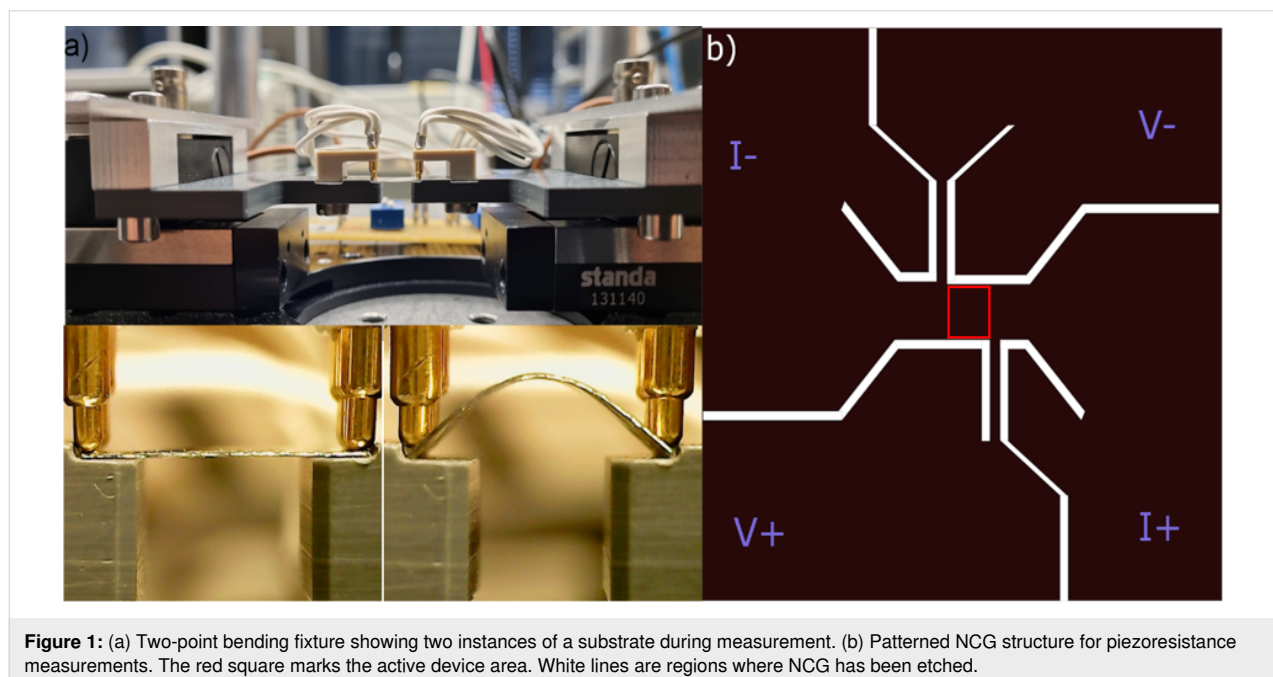 a)
standa
131140
b)
I-
V-
V+
I+
Figure 1: (a) Two-point bending fixture showing two instances of a substrate during measurement. (b) Patterned NCG structure for piezoresistance
measurements. The red square marks the active device area. White lines are regions where NCG has been etched.